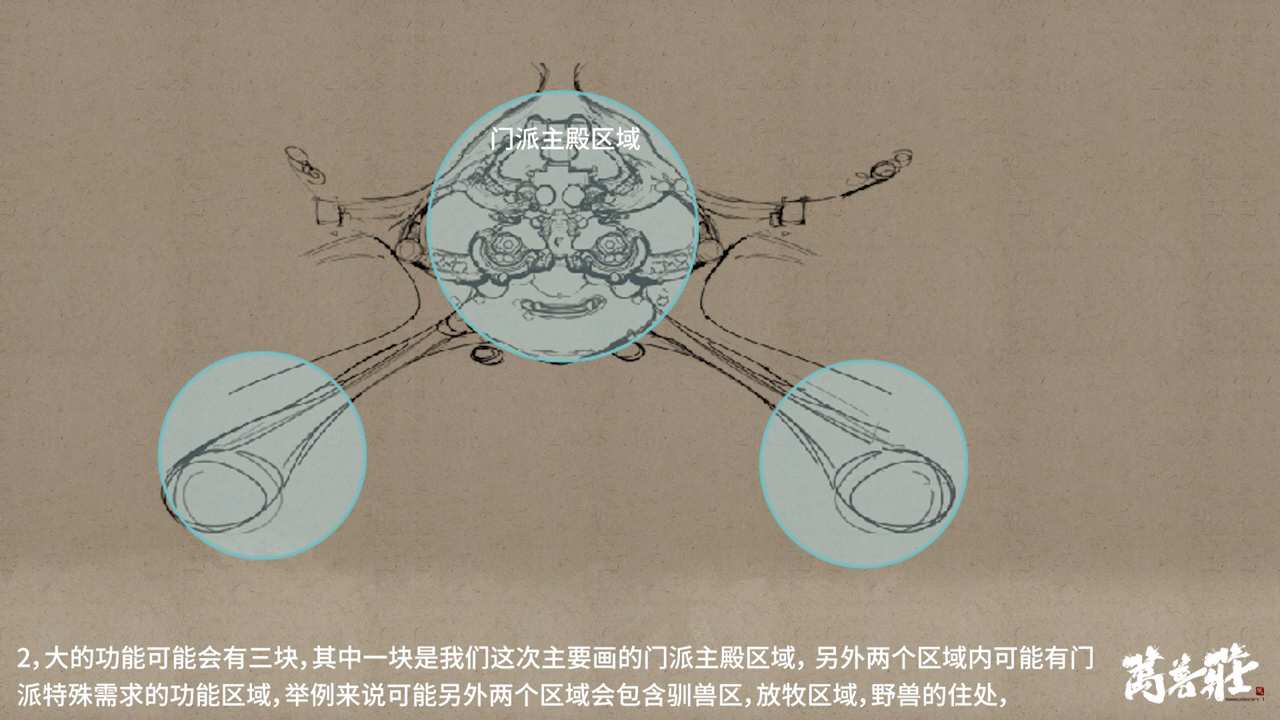 门派主殿区域
2,大的功能可能会有三块,其中一块是我们这次主要画的门派主殿区域, 另外两个区域内可能有门
派特殊需求的功能区域,举例来说可能另外两个区域会包含驯兽区,放牧区域,野兽的住处,
萬兽莊